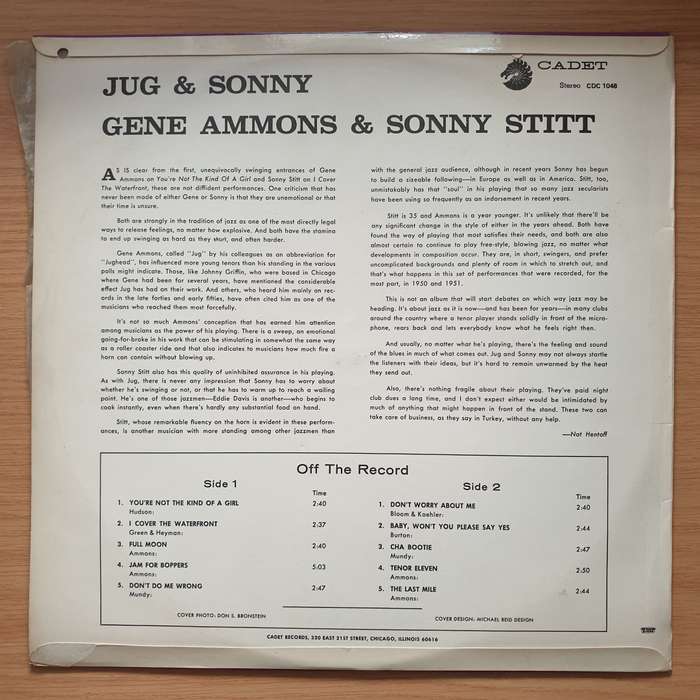 JUG & SONNY
GENE AMMONS & SONNY STITT
CADET
Stereo CDC 1048
AS IS clear from the first, unequivocally swinging entrances of Gene
Ammons on You're Not The Kind Of A Girl and Sonny Stitt on I Cover
The Waterfront, these are not diffident performances. One criticism that has
never been made of either Gene or Sonny is that they are unemotional or that
their time is unsure.
Both are strongly in the tradition of jazz as one of the most directly legal
ways to release feelings, no matter how explosive. And both have the stamina
to end up swinging as hard as they start, and often harder.
Gene Ammons, called "Jug" by his colleagues as an abbreviation for
"Jughead", has influenced more young tenors than his standing in the various
polls might indicate. Those, like Johnny Griffin, who were based in Chicago
where Gene had been for several years, have mentioned the considerable
effect Jug has had on their work. And others, who heard him mainly on rec-
ords in the late forties and early fifties, have often cited him as one of the
musicians who reached them most forcefully.
It's not so much Ammons' conception that has earned him attention
among musicians as the power of his playing. There is a sweep, an emotional
going-for-broke in his work that can be stimulating in somewhat the same way
as a roller coaster ride and that also indicates to musicians how much fire a
horn can contain without blowing up.
Sonny Stitt also has this quality of uninhibited assurance in his playing.
As with Jug, there is never any impression that Sonny has to worry about
whether he's swinging or not, or that he has to warm up to reach a wailing
point. He's one of those jazzmen—Eddie Davis is another—who begins to
cook instantly, even when there's hardly any substantial food on hand.
Stitt, whose remarkable fluency on the horn is evident in these perform-
ances, is another musician with more standing among other jazzmen than
with the general jazz audience, although in recent years Sonny has begun
to build a sizeable following—in Europe as well as in America. Stitt, too,
unmistakably has that "soul" in his playing that so many jazz secularists
have been using so frequently as an indorsement in recent years.
Stitt is 35 and Ammons is a year younger. It's unlikely that there'll be
any significant change in the style of either in the years ahead. Both have
found the way of playing that most satisfies their needs, and both are also
almost certain to continue to play free-style, blowing jazz, no matter what
developments in composition occur. They are, in short, swingers, and prefer
uncomplicated backgrounds and plenty of room in which to stretch out, and
that's what happens in this set of performances that were recorded, for the
most part, in 1950 and 1951.
This is not an album that will start debates on which way jazz may be
heading. It's about jazz as it is now—and has been for years—in many clubs
around the country where a tenor player stands solidly in front of the micro-
phone, rears back and lets everybody know what he feels right then.
And usually, no matter what he's playing, there's the feeling and sound
of the blues in much of what comes out. Jug and Sonny may not always startle
the listeners with their ideas, but it's hard to remain unwarmed by the heat
they send out.
Also, there's nothing fragile about their playing. They've paid night
club dues a long time, and I don't expect either would be intimidated by
much of anything that might happen in front of the stand. These two can
take care of business, as they say in Turkey, without any help.
—Nat Hentoff
Off The Record
Side 1
Time
1. YOU'RE NOT THE KIND OF A GIRL 2:40
Hudson:
2. I COVER THE WATERFRONT 2:37
Green & Heyman:
3. FULL MOON 2:40
Ammons:
4. JAM FOR BOPPERS 5:03
Ammons:
5. DON'T DO ME WRONG 2:47
Mundy:
Side 2
Time
1. DON'T WORRY ABOUT ME 2:40
Bloom & Koehler:
2. BABY, WON'T YOU PLEASE SAY YES 2:44
Burton:
3. CHA BOOTIE 2:47
Mundy:
4. TENOR ELEVEN 2:50
Ammons:
5. THE LAST MILE 2:44
Ammons:
COVER PHOTO: DON S. BRONSTEIN
COVER DESIGN: MICHAEL REID DESIGN
CADET RECORDS, 320 EAST 21ST STREET, CHICAGO, ILLINOIS 60616